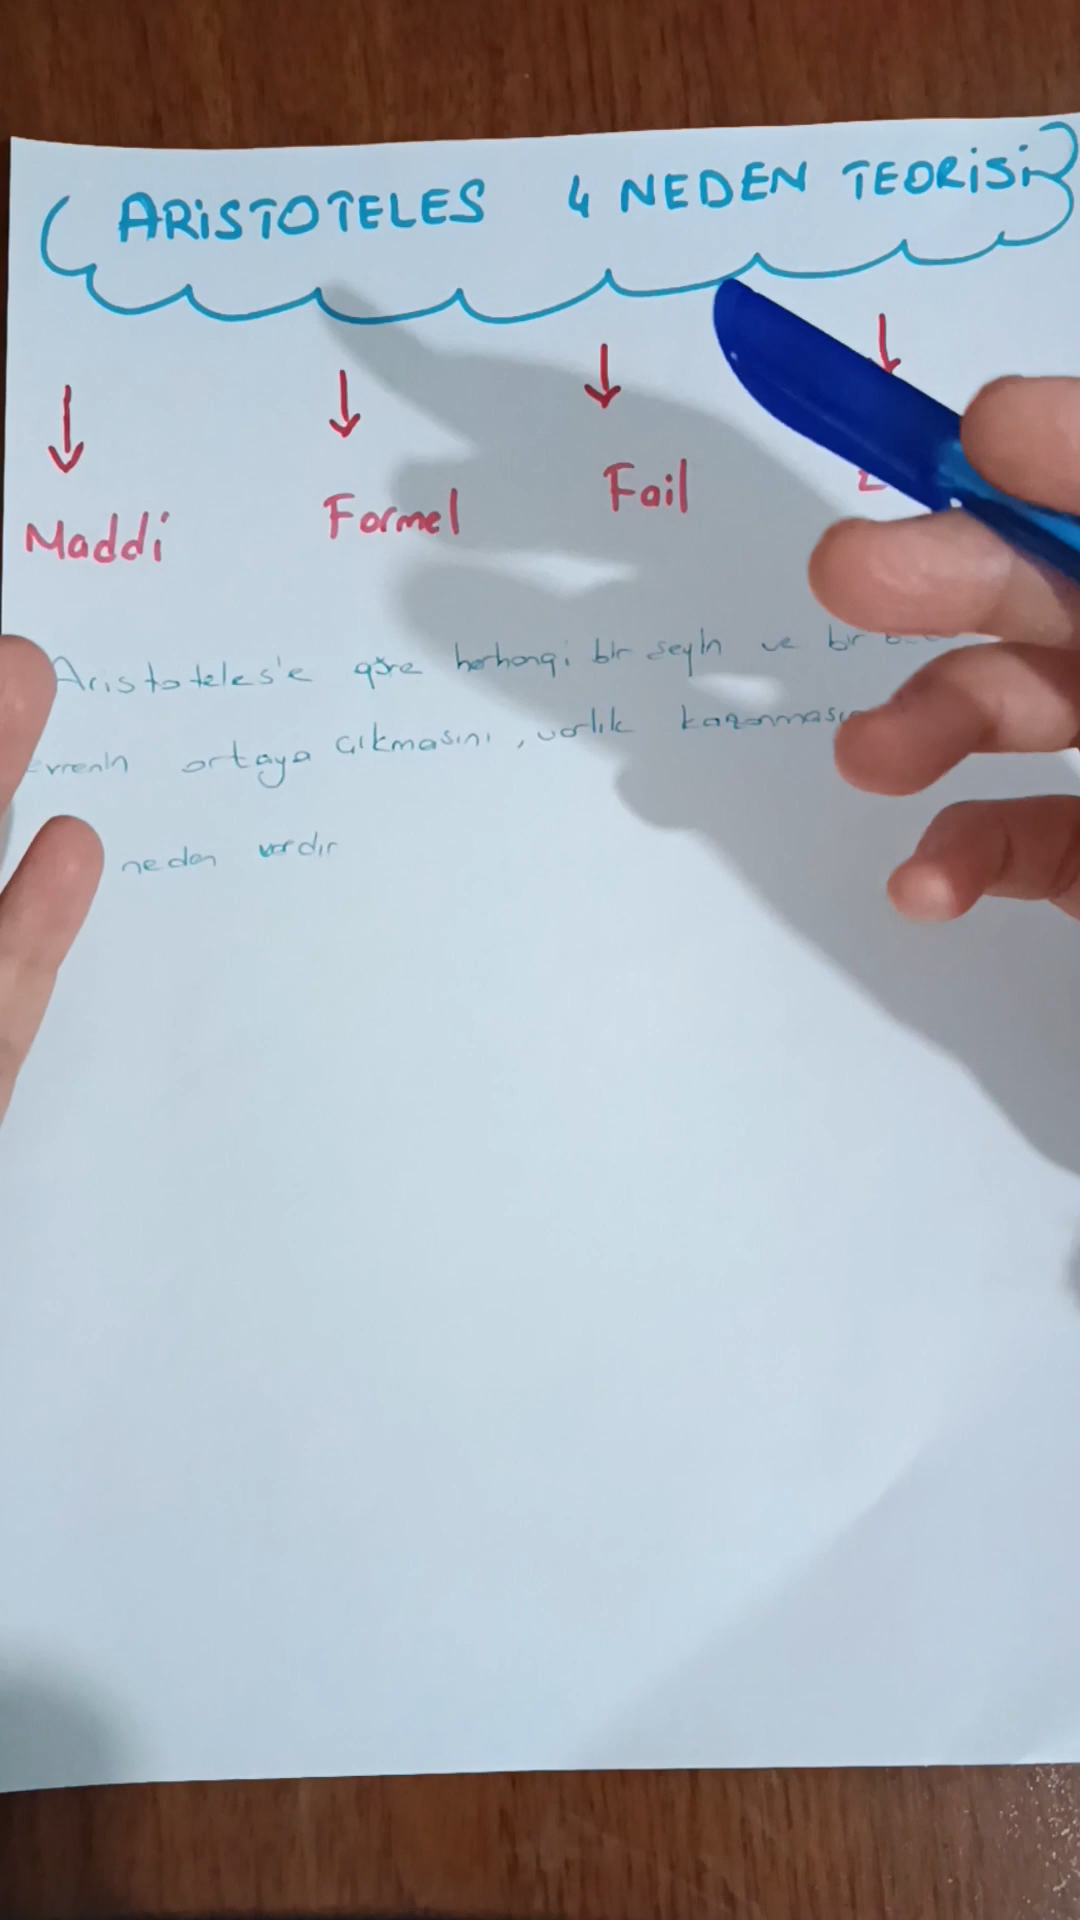 ARİSTOTELES 4 NEDEN TEORİSİ
Maddi Formel Fail
Aristoteles'e göre herhangi bir şeyin ve bir
Evrenin ortaya çıkmasını, varlık
neden vardır